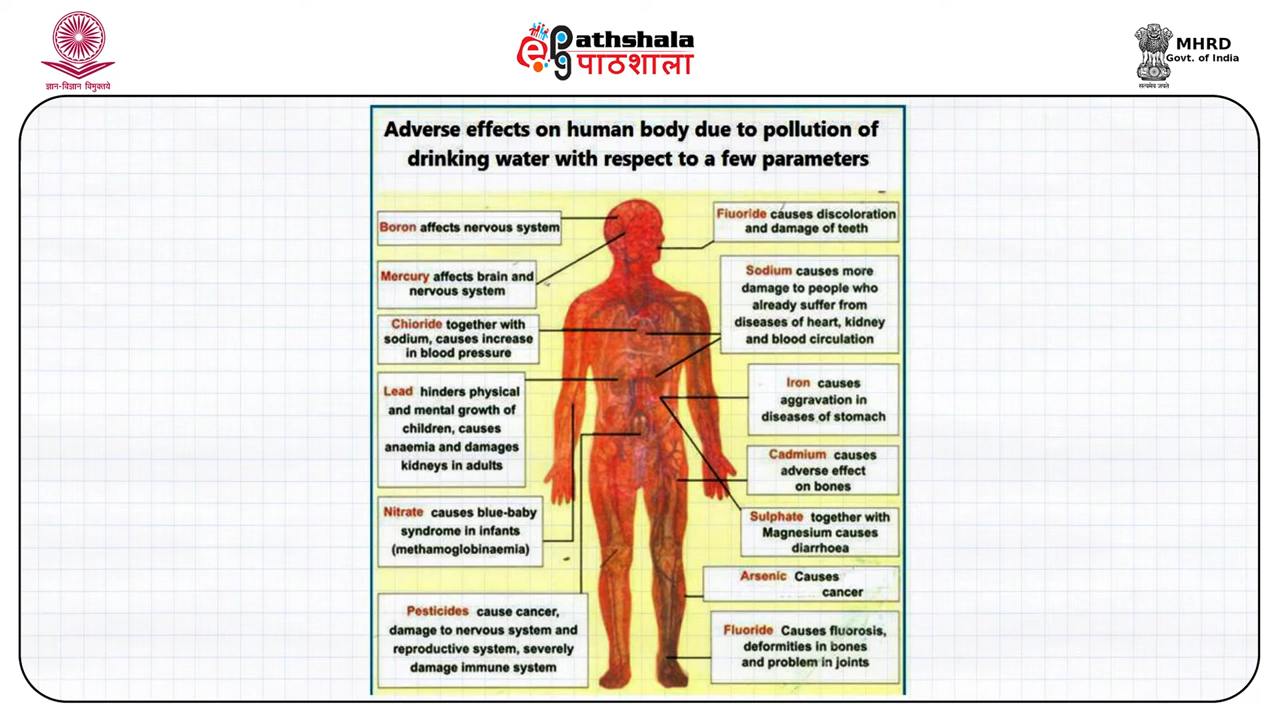 ज्ञान-विज्ञान विमुक्तये
epg
Pathshala
पाठशाला
MHRD
Govt. of India
सत्यमेव जयते
Adverse effects on human body due to pollution of
drinking water with respect to a few parameters
Boron affects nervous system
Mercury affects brain and
nervous system
Chioride together with
sodium, causes increase
in blood pressure
Lead hinders physical
and mental growth of
children, causes
anaemia and damages
kidneys in adults
Nitrate causes blue-baby
syndrome in infants
(methamoglobinaemia)
Pesticides cause cancer,
damage to nervous system and
reproductive system, severely
damage immune system
Fluoride causes discoloration
and damage of teeth
Sodium causes more
damage to people who
already suffer from
diseases of heart, kidney
and blood circulation
Iron causes
aggravation in
diseases of stomach
Cadmium causes
adverse effect
on bones
Sulphate together with
Magnesium causes
diarrhoea
Arsenic Causes
cancer
Fluoride Causes fluorosis,
deformities in bones
and problem in joints